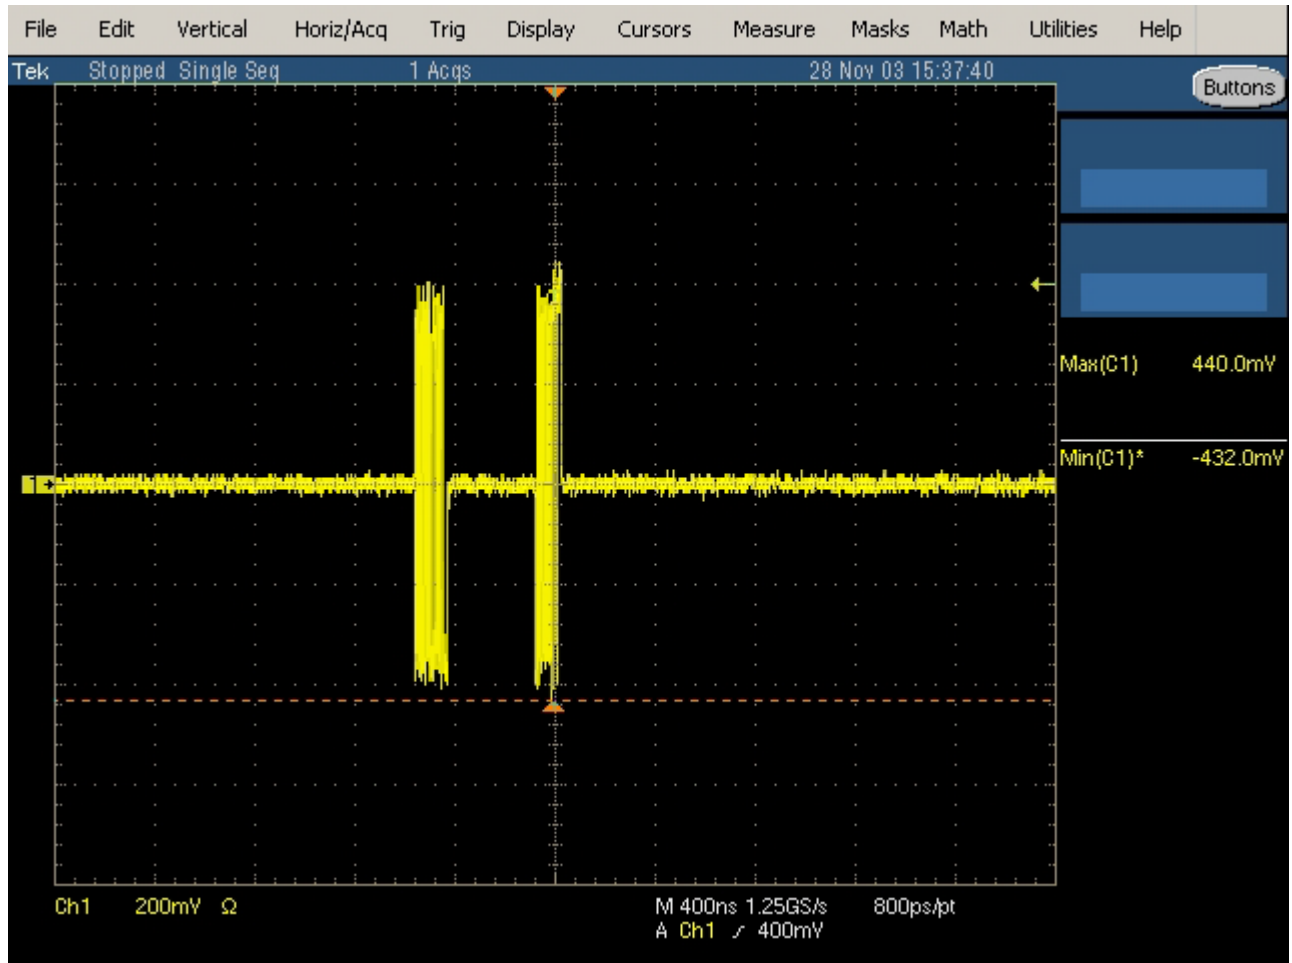 File Edit Vertical Horiz/Acq Trig Display Cursors Measure Masks Math Utilities Help
Tek Stopped Single Seq 1 Acqs 28 Nov 03 15:37:40
Buttons
Max(C1) 440.0mV
1
Min(C1)* -432.0mV
Ch1 200mV Ω M 400ns 1.25GS/s 800ps/pt
A Ch1 ⁄ 400mV